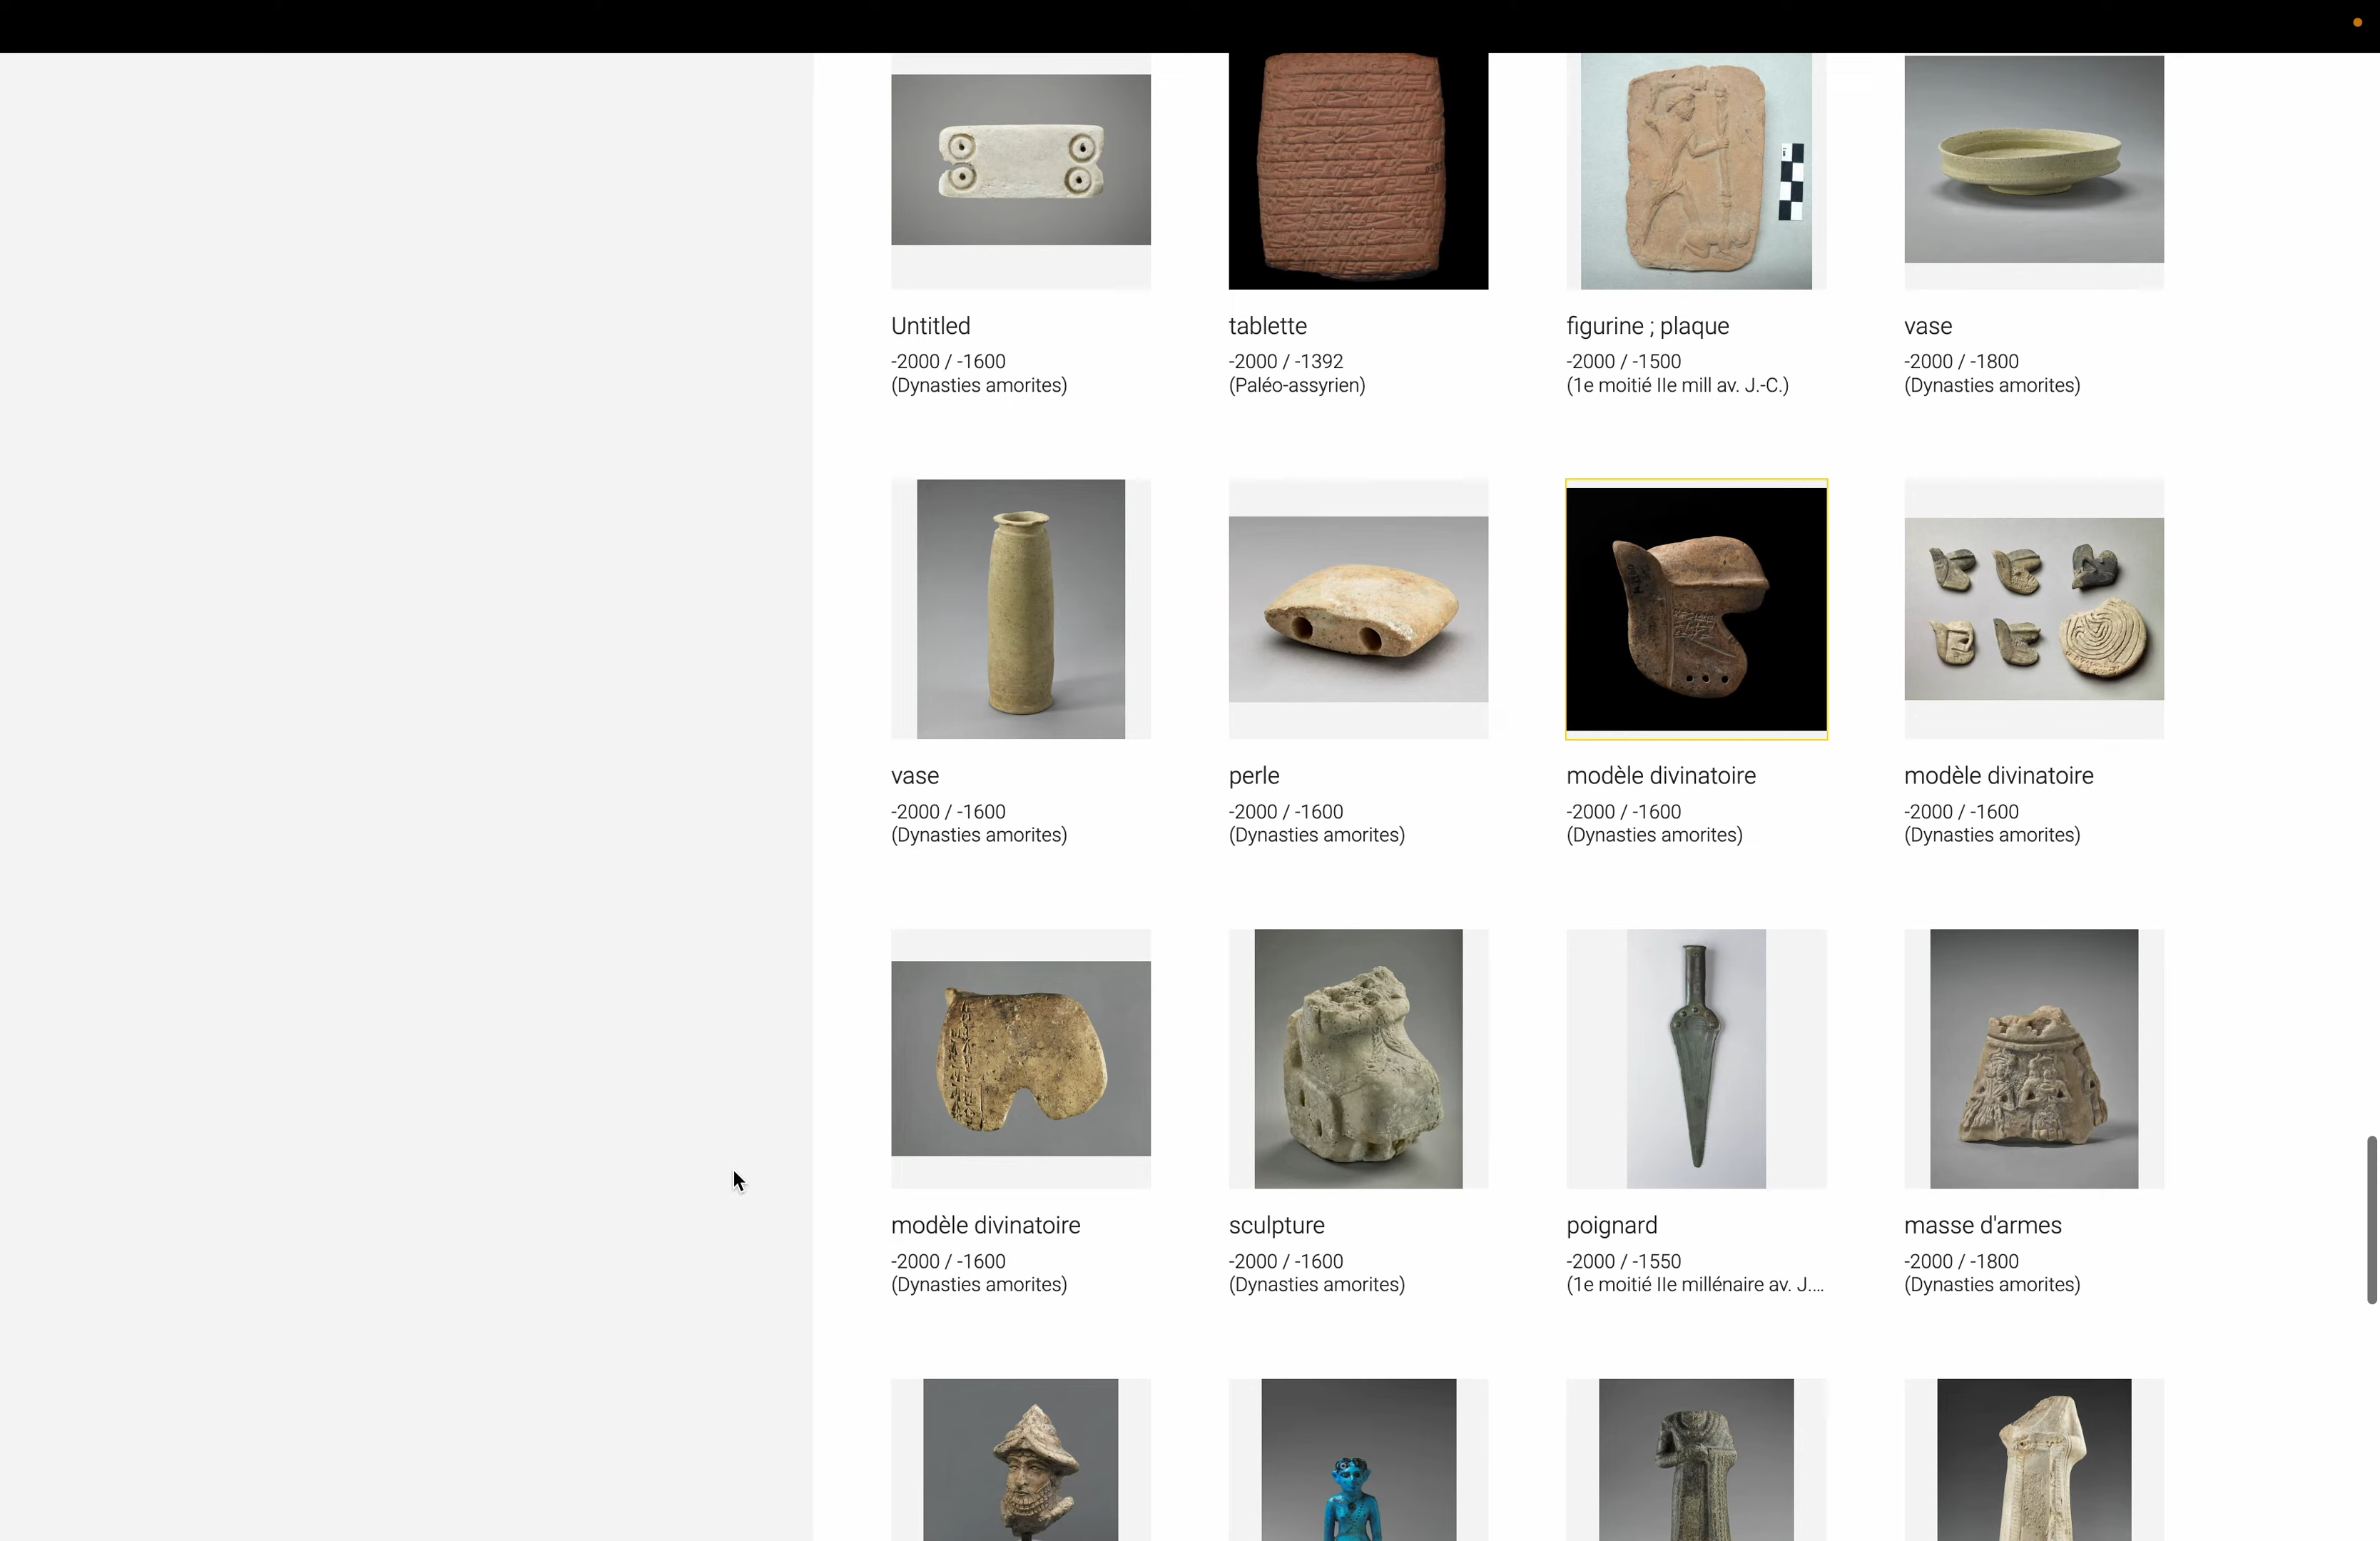 Untitled
-2000 / -1600
(Dynasties amorites)
tablette
-2000 / -1392
(Paléo-assyrien)
figurine ; plaque
-2000 / -1500
(1e moitié IIe mill av. J.-C.)
vase
-2000 / -1800
(Dynasties amorites)
vase
-2000 / -1600
(Dynasties amorites)
perle
-2000 / -1600
(Dynasties amorites)
modèle divinatoire
-2000 / -1600
(Dynasties amorites)
modèle divinatoire
-2000 / -1600
(Dynasties amorites)
modèle divinatoire
-2000 / -1600
(Dynasties amorites)
sculpture
-2000 / -1600
(Dynasties amorites)
poignard
-2000 / -1550
(1e moitié IIe millénaire av. J....
masse d'armes
-2000 / -1800
(Dynasties amorites)